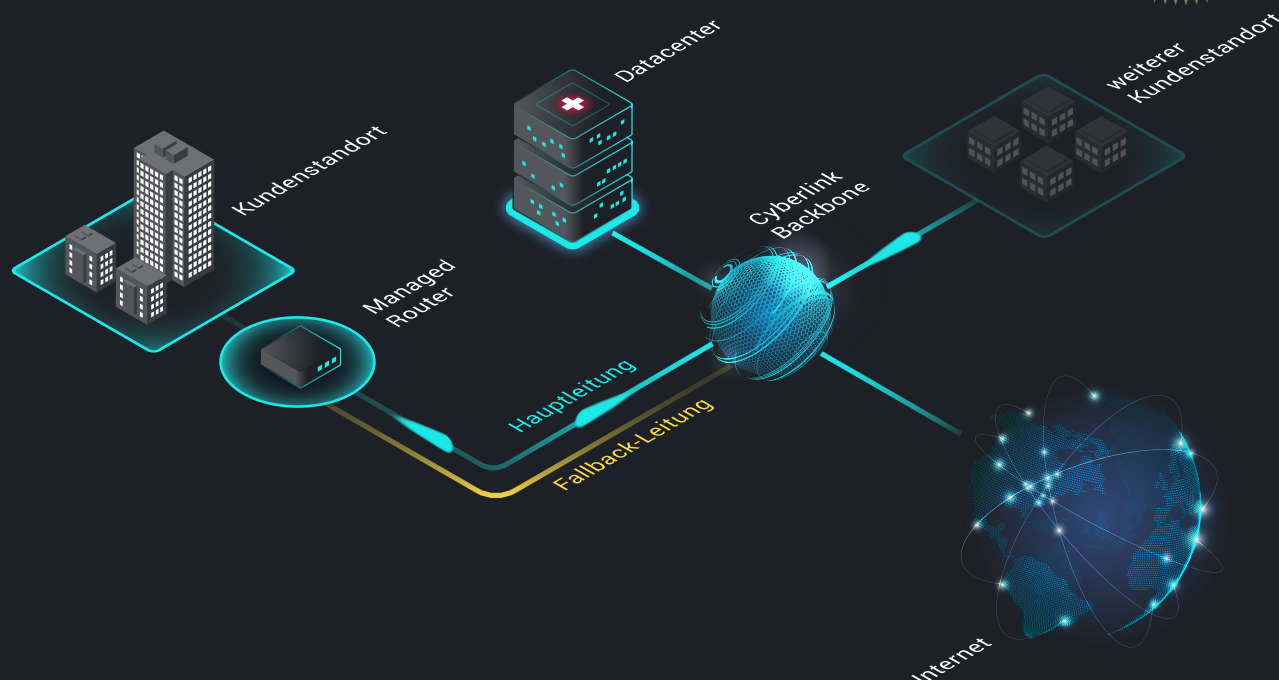 Datacenter
weiterer
Kundenstandort
Kundenstandort
Cyberlink
Backbone
Managed
Router
Hauptleitung
Fallback-Leitung
Internet